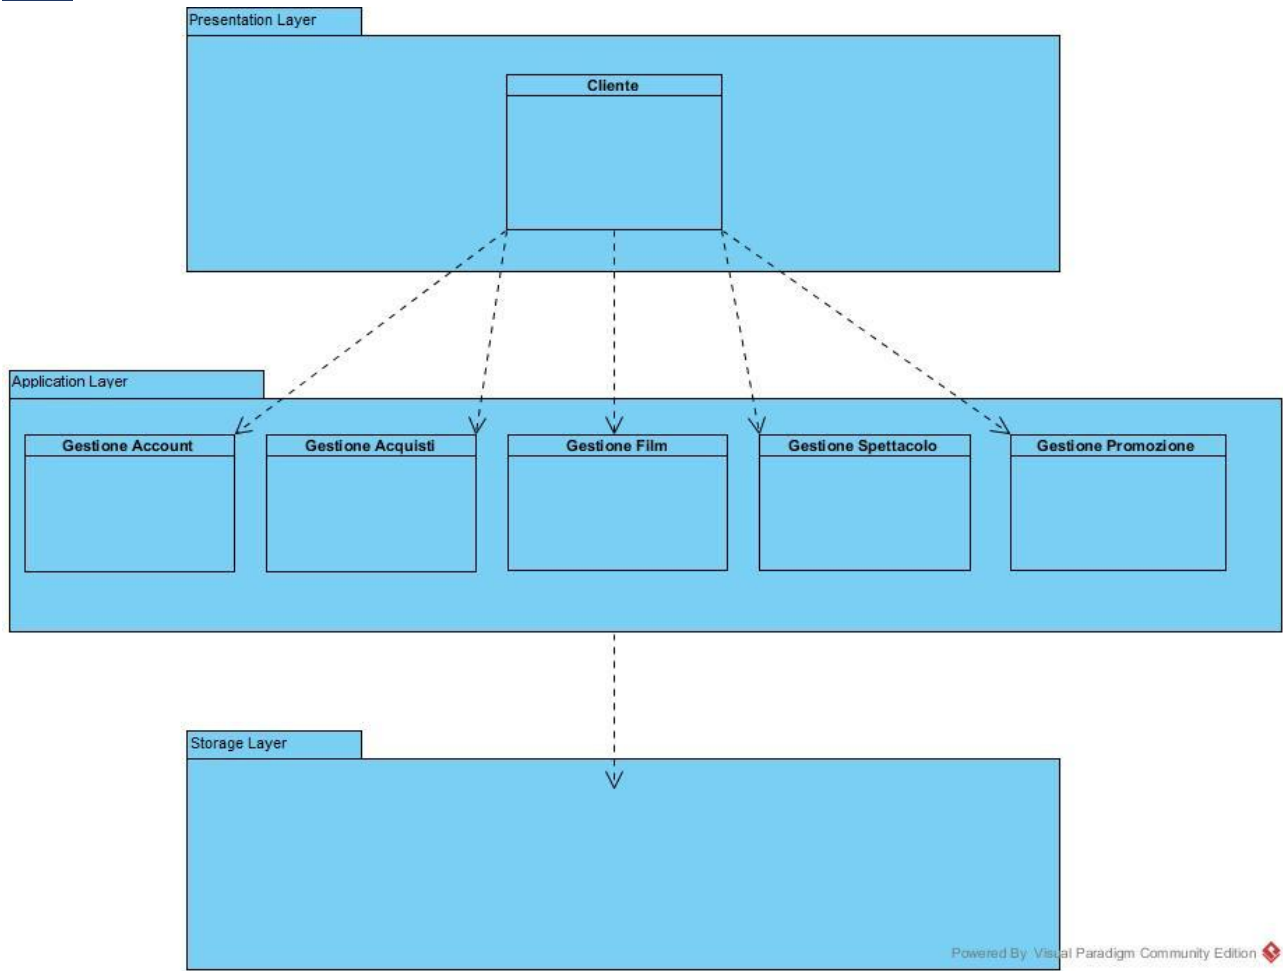 Presentation Layer
Cliente
Application Layer
Gestione Account
Gestione Acquisti
Gestione Film
Gestione Spettacolo
Gestione Promozione
Storage Layer
Powered By Visual Paradigm Community Edition